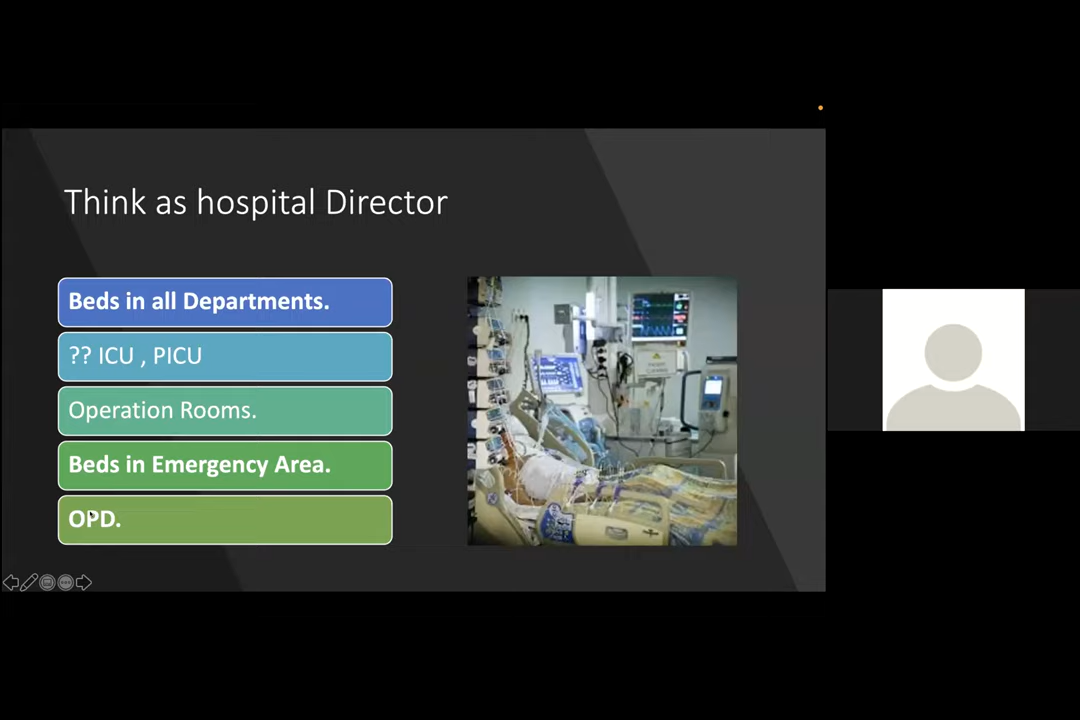 Think as hospital Director
Beds in all Departments.
?? ICU , PICU
Operation Rooms.
Beds in Emergency Area.
OPD.